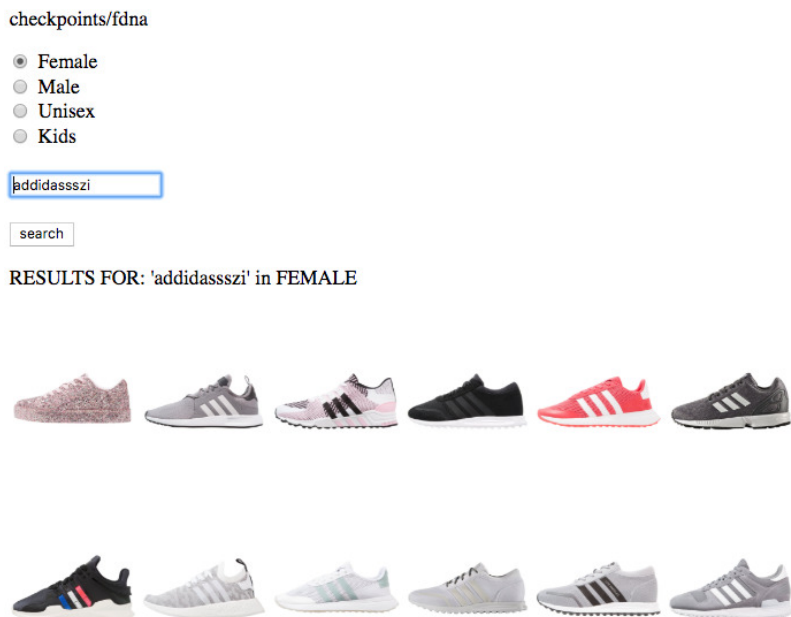 checkpoints/fdna
Female
Male
Unisex
Kids
addidassszi
search
RESULTS FOR: 'addidassszi' in FEMALE